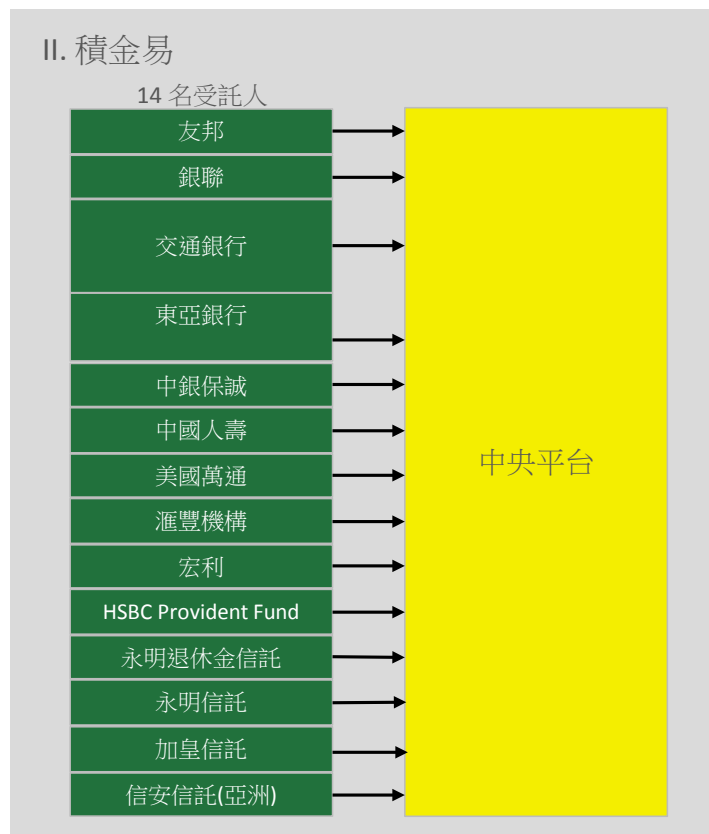 II. 積金易
14 名受託人
友邦
銀聯
交通銀行
東亞銀行
中銀保誠
中國人壽
美國萬通
滙豐機構
宏利
HSBC Provident Fund
永明退休金信託
永明信託
加皇信託
信安信託(亞洲)
中央平台